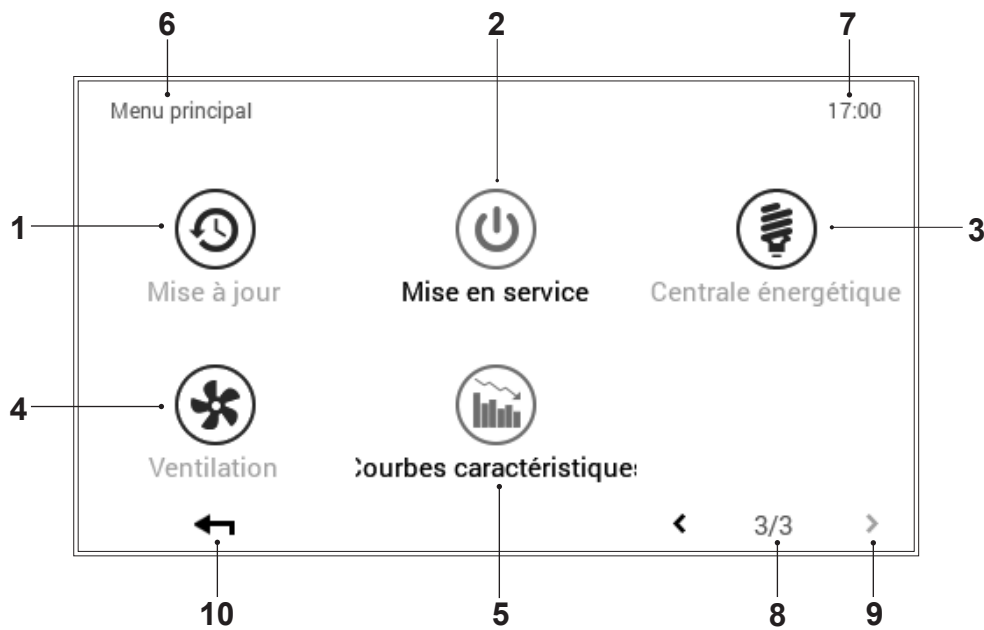 6 2 7
Menu principal 17:00
1 3
Mise à jour Mise en service Centrale énergétique
4
Ventilation Courbes caractéristiques
3/3
10 5 8 9